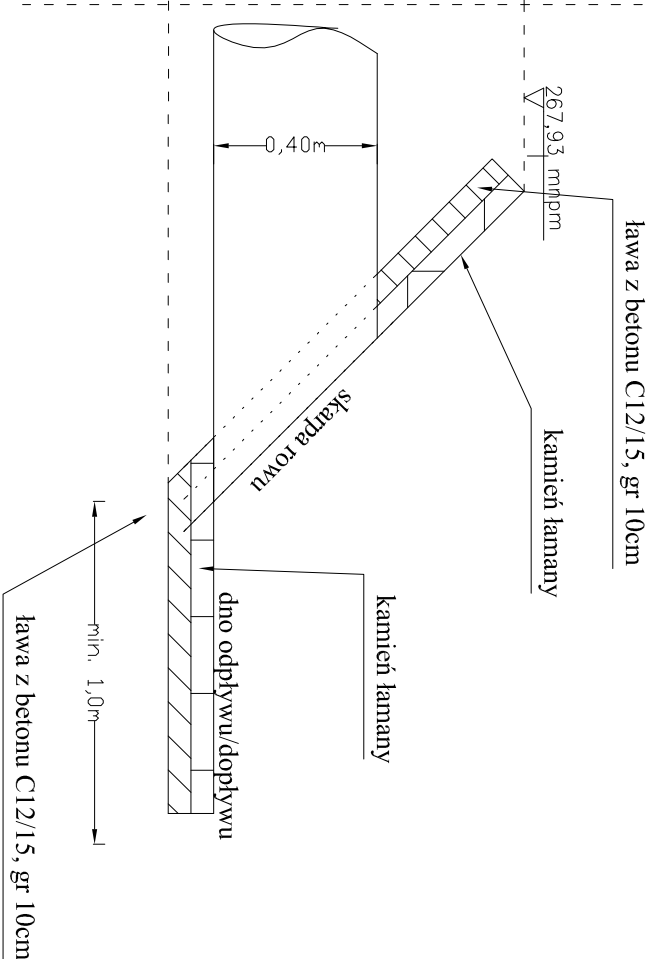 267,93 mnpm
ława z betonu C12/15, gr 10cm
kamień łamany
0,40m
skarpa rowu
kamień łamany
dno odpływu/dopływu
min. 1,0m
ława z betonu C12/15, gr 10cm